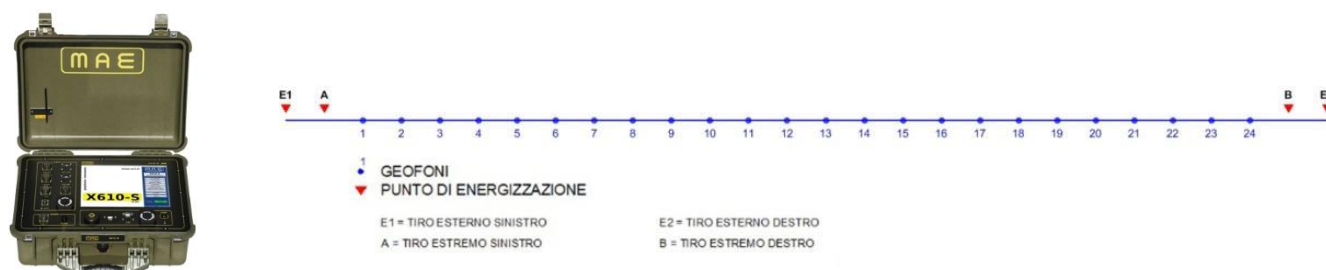 MAE
X610-S
MAE
E1 A B E
1 2 3 4 5 6 7 8 9 10 11 12 13 14 15 16 17 18 19 20 21 22 23 24
1 GEOFONI
PUNTO DI ENERGIZZAZIONE
E1 = TIRO ESTERNO SINISTRO E2 = TIRO ESTERNO DESTRO
A = TIRO ESTREMO SINISTRO B = TIRO ESTREMO DESTRO